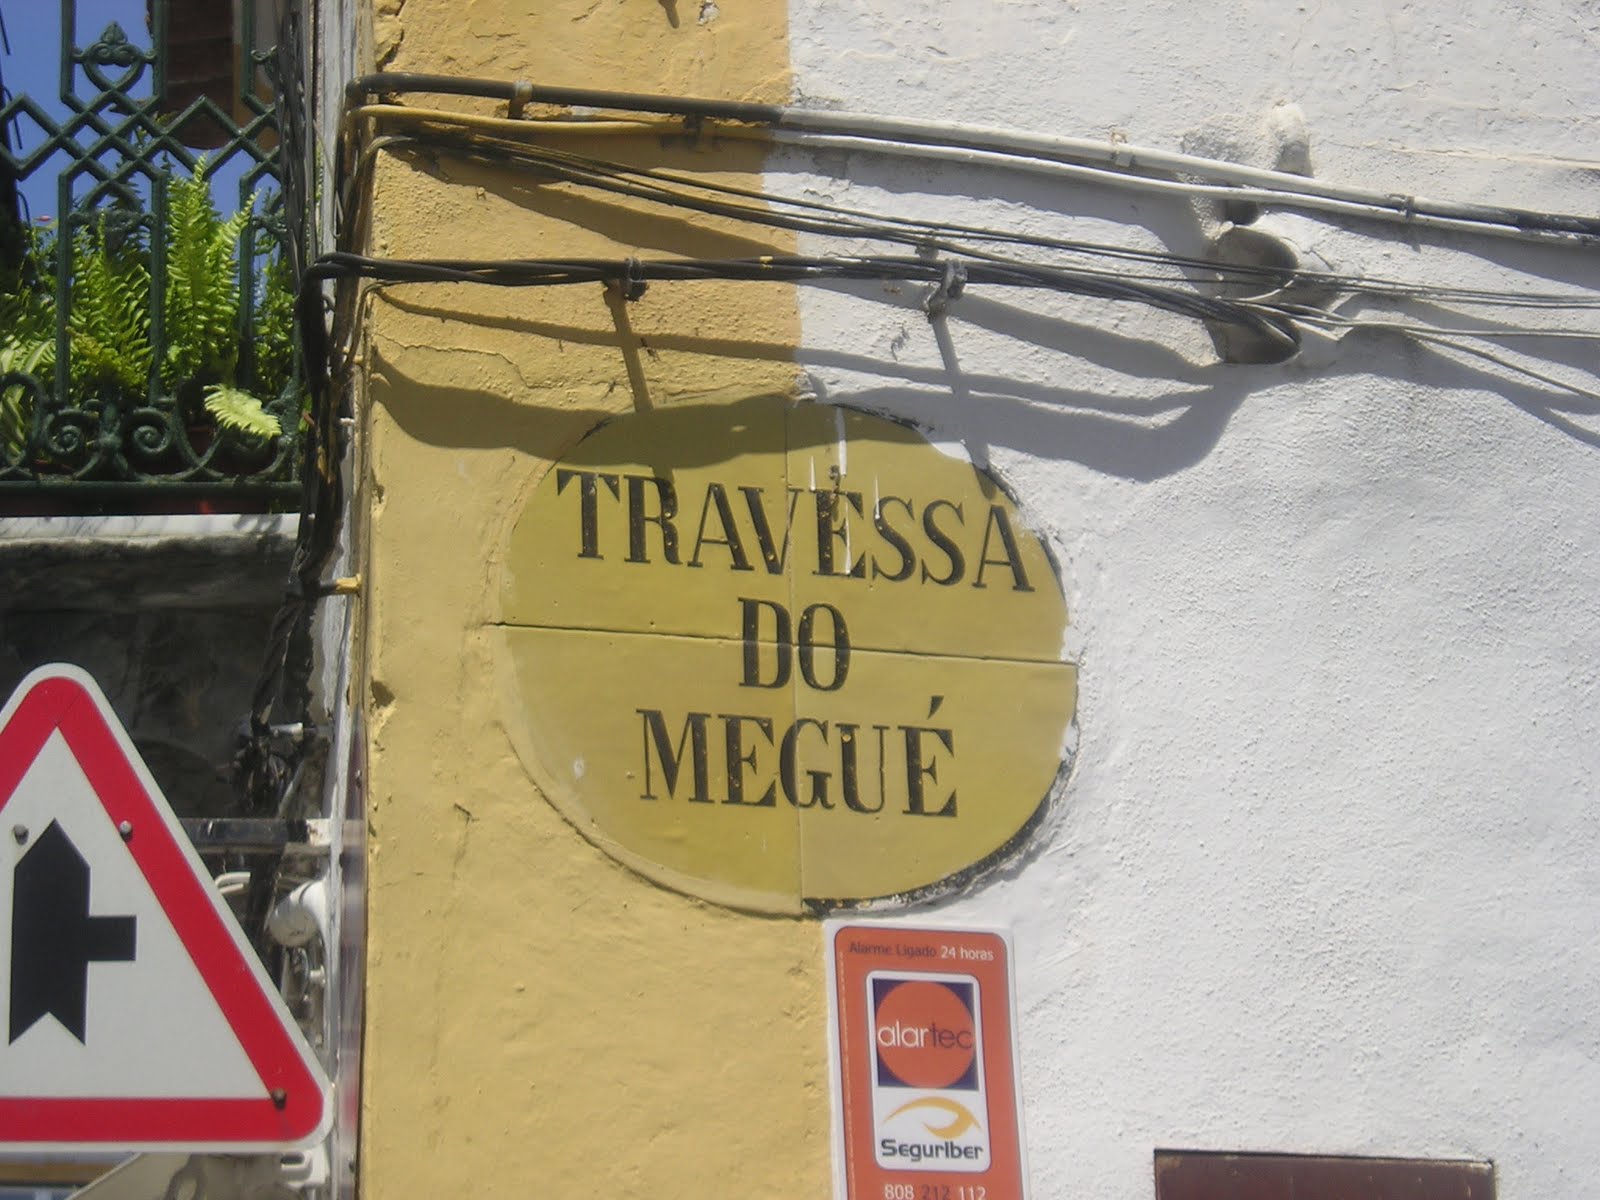 TRAVESSA
DO
MEGUÉ
Alarme Ligado 24 horas
alartec
SegurIber
808 212 112